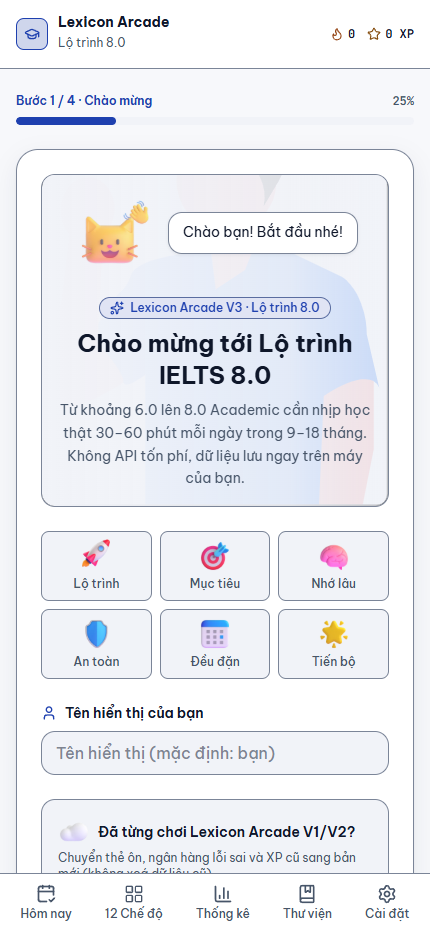 Lexicon Arcade
Lộ trình 8.0
0
0 XP
Bước 1 / 4 · Chào mừng
25%
Chào bạn! Bắt đầu nhé!
Lexicon Arcade V3 · Lộ trình 8.0
Chào mừng tới Lộ trình
IELTS 8.0
Từ khoảng 6.0 lên 8.0 Academic cần nhịp học
thật 30–60 phút mỗi ngày trong 9–18 tháng.
Không API tốn phí, dữ liệu lưu ngay trên máy
của bạn.
Lộ trình
Mục tiêu
Nhớ lâu
An toàn
Đều đặn
Tiến bộ
Tên hiển thị của bạn
Tên hiển thị (mặc định: bạn)
Đã từng chơi Lexicon Arcade V1/V2?
Chuyển thẻ ôn, ngân hàng lỗi sai và XP cũ sang bản
mới (không xoá dữ liệu cũ)
Hôm nay
12 Chế độ
Thống kê
Thư viện
Cài đặt